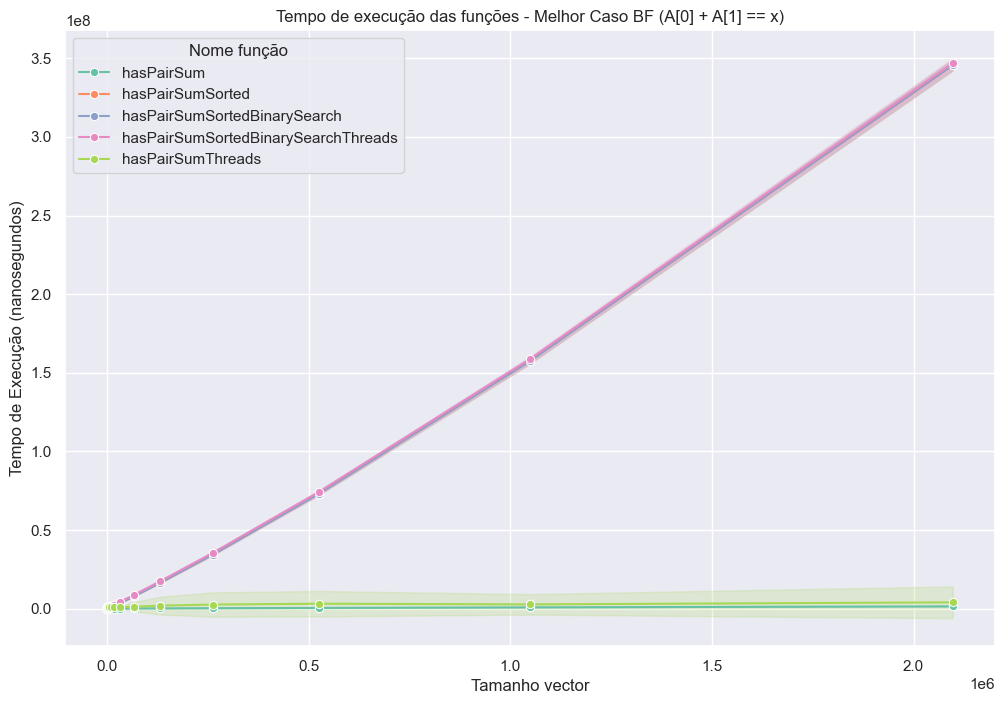 Tempo de execução das funções - Melhor Caso BF (A[0] + A[1] == x)
1e8
Nome função
hasPairSum
hasPairSumSorted
hasPairSumSortedBinarySearch
hasPairSumSortedBinarySearchThreads
hasPairSumThreads
Tempo de Execução (nanosegundos)
3.5
3.0
2.5
2.0
1.5
1.0
0.5
0.0
0.0 0.5 1.0 1.5 2.0
1e6
Tamanho vector